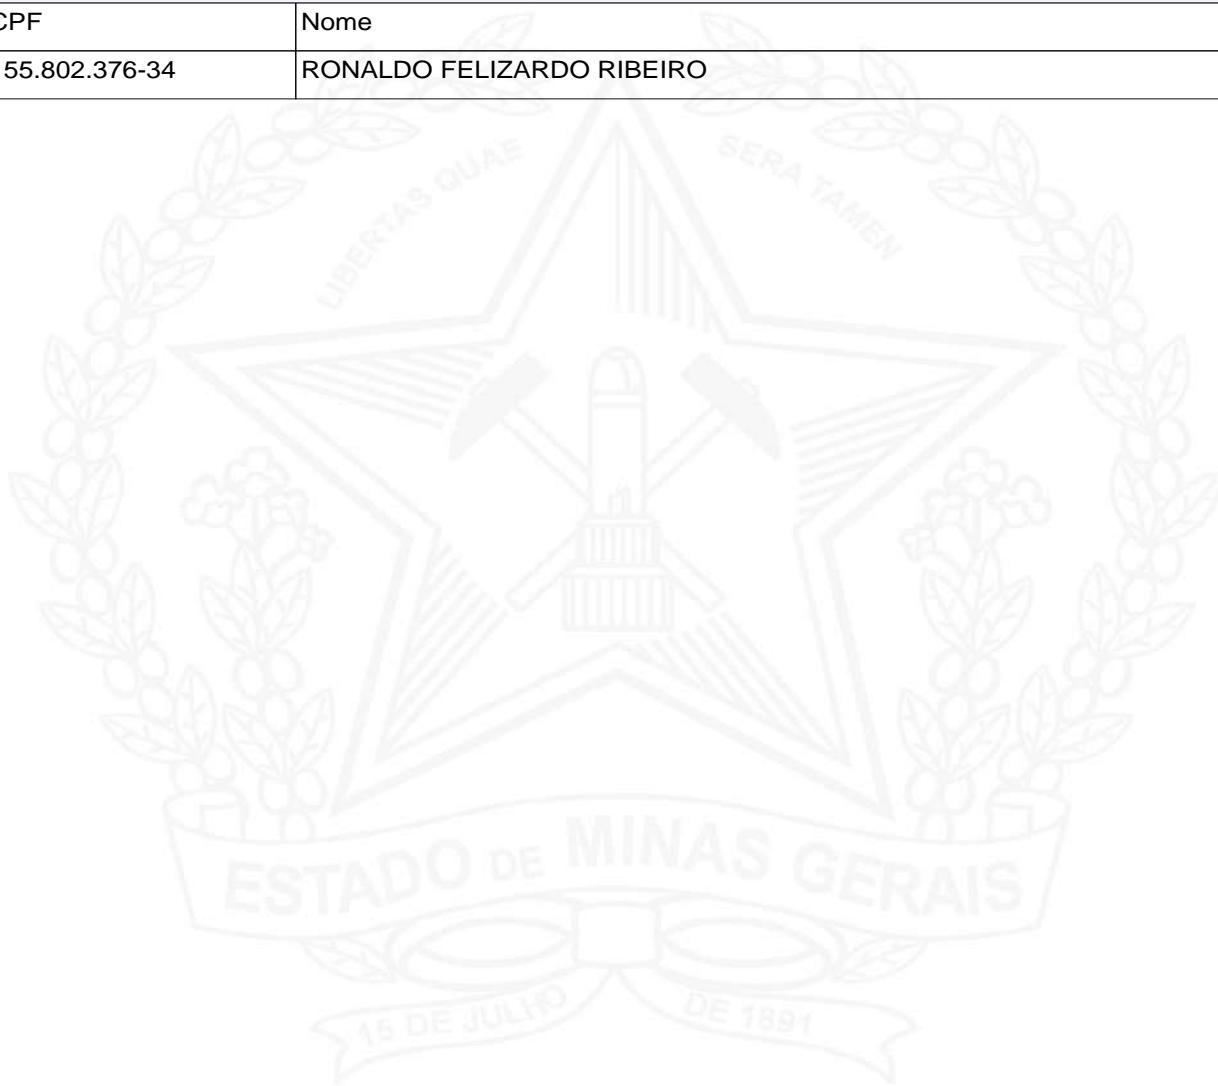 CPF Nome
55.802.376-34 RONALDO FELIZARDO RIBEIRO
LIBERTAS QUAE SERA TAMEN
ESTADO DE MINAS GERAIS
15 DE JULHO DE 1891